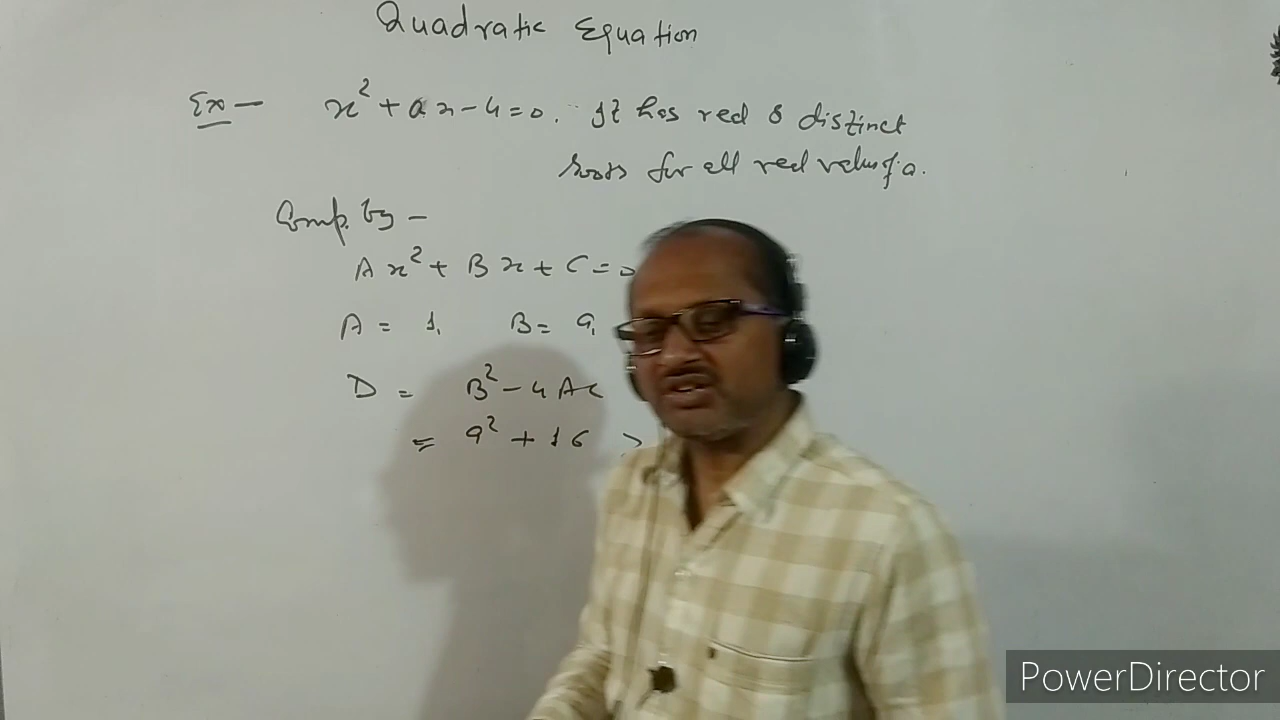 Quadratic Equation
Ex — x² + ax - 4 = 0. It has real & distinct
roots for all real values of a.
Comp. by -
Ax² + Bx + C = 0
A = 1, B = a,
D = B² - 4AC
= a² + 16 >
PowerDirector